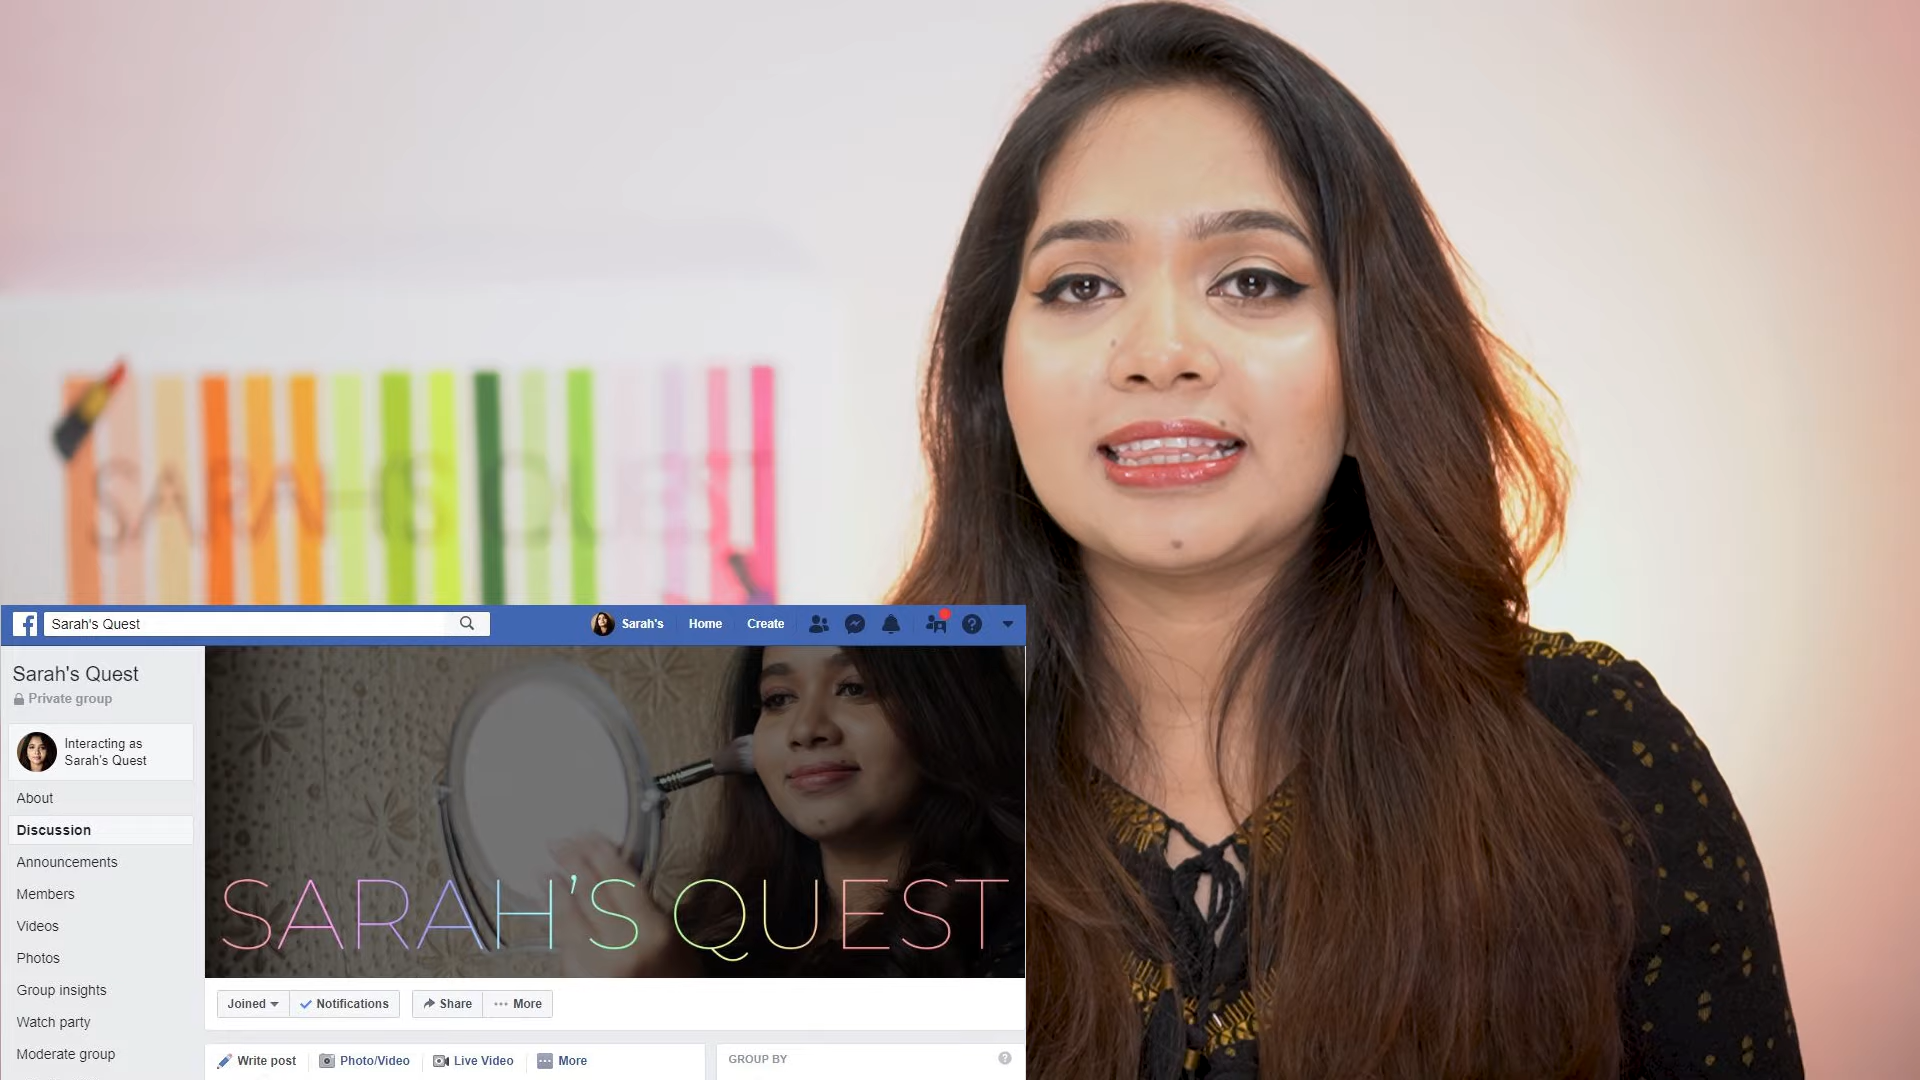 SARAH'S QUEST
Sarah's Quest
Sarah's
Home
Create
Sarah's Quest
Private group
Interacting as
Sarah's Quest
About
Discussion
Announcements
Members
Videos
Photos
Group insights
Watch party
Moderate group
SARAH'S QUEST
Joined
Notifications
Share
More
Write post
Photo/Video
Live Video
More
GROUP BY